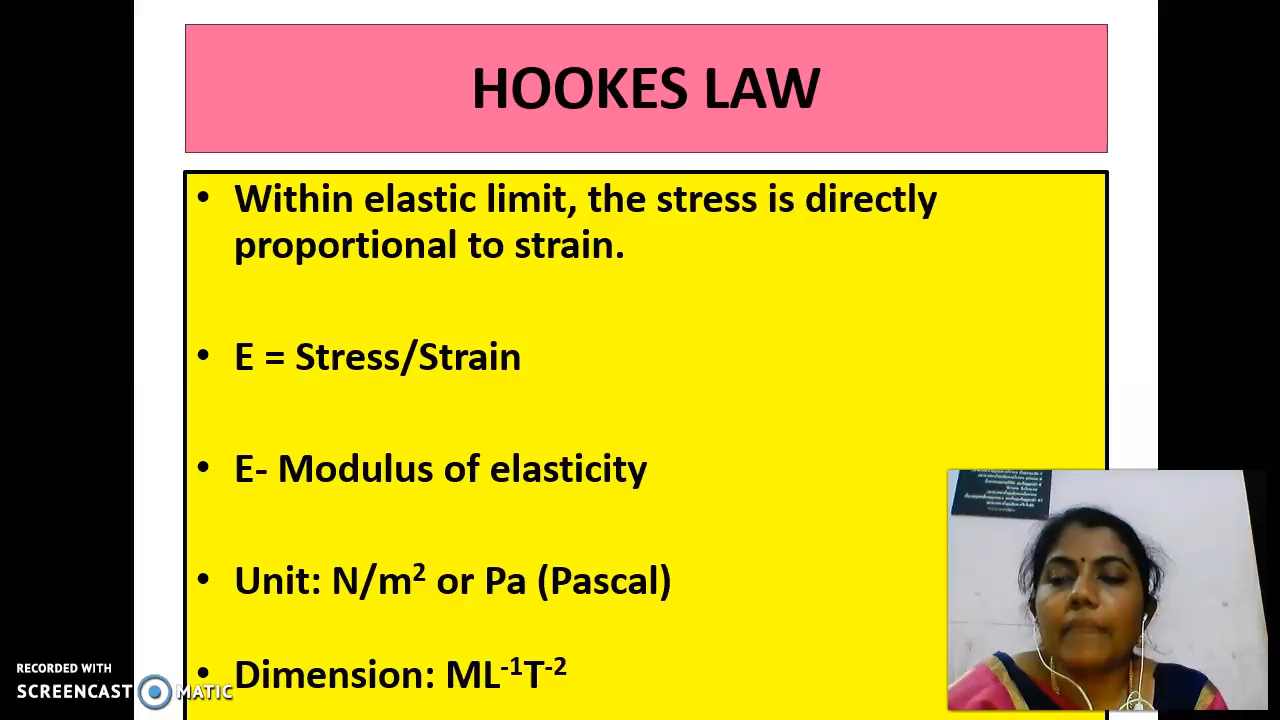 HOOKES LAW
• Within elastic limit, the stress is directly
proportional to strain.
• E = Stress/Strain
• E- Modulus of elasticity
• Unit: N/m² or Pa (Pascal)
• Dimension: ML⁻¹T⁻²
RECORDED WITH
SCREENCAST MATIC